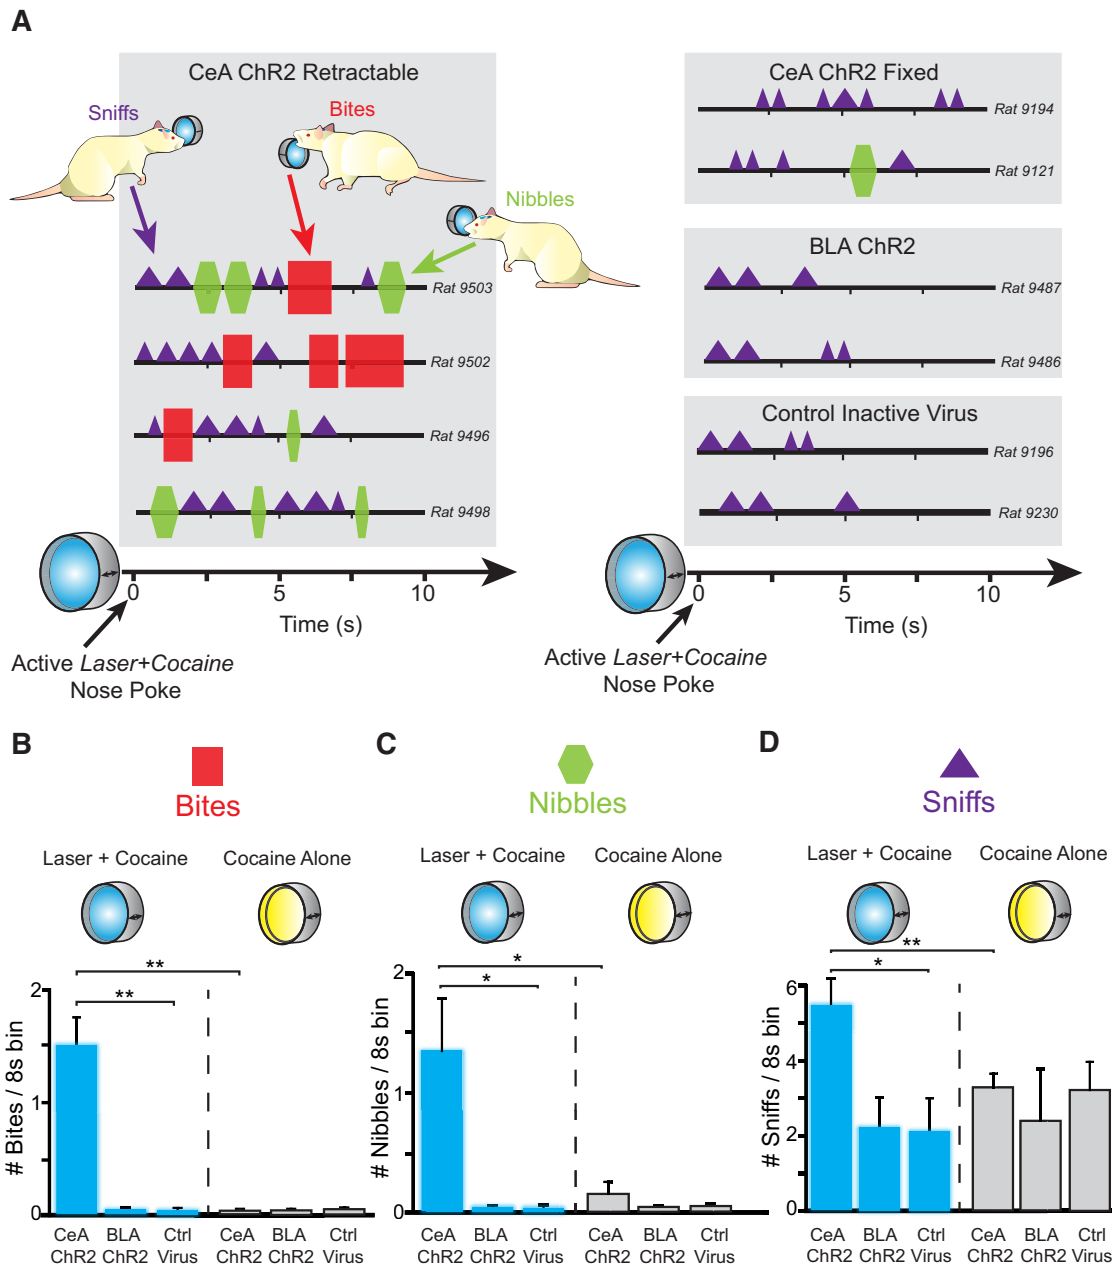 A
CeA ChR2 Retractable
Sniffs
Bites
Nibbles
Rat 9503
Rat 9502
Rat 9496
Rat 9498
0 5 10
Time (s)
Active Laser+Cocaine
Nose Poke
CeA ChR2 Fixed
Rat 9194
Rat 9121
BLA ChR2
Rat 9487
Rat 9486
Control Inactive Virus
Rat 9196
Rat 9230
0 5 10
Time (s)
Active Laser+Cocaine
Nose Poke
B
Bites
Laser + Cocaine
Cocaine Alone
**
**
# Bites / 8s bin
2
1
0
CeA ChR2
BLA ChR2
Ctrl Virus
CeA ChR2
BLA ChR2
Ctrl Virus
C
Nibbles
Laser + Cocaine
Cocaine Alone
*
*
# Nibbles / 8s bin
2
1
0
CeA ChR2
BLA ChR2
Ctrl Virus
CeA ChR2
BLA ChR2
Ctrl Virus
D
Sniffs
Laser + Cocaine
Cocaine Alone
**
*
# Sniffs / 8s bin
6
4
2
0
CeA ChR2
BLA ChR2
Ctrl Virus
CeA ChR2
BLA ChR2
Ctrl Virus